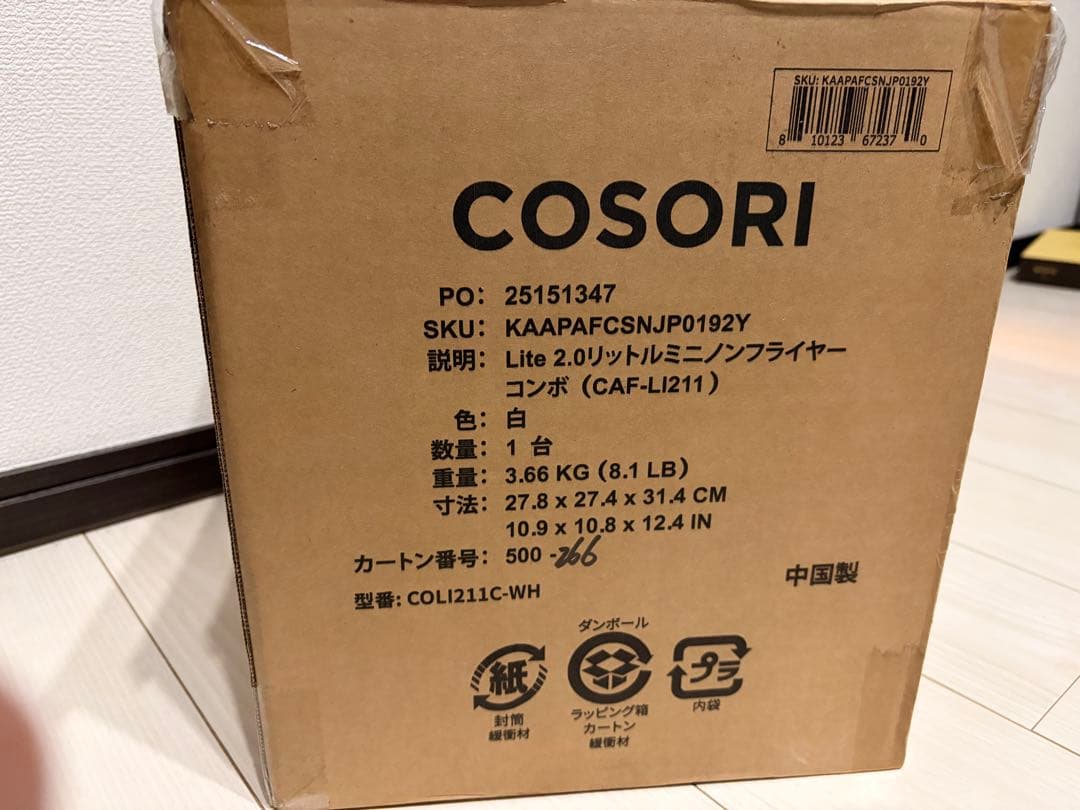 SKU: KAAPAFCSNJP0192Y
8 10123 67237 0
COSORI
PO: 25151347
SKU: KAAPAFCSNJP0192Y
説明: Lite 2.0リットルミニノンフライヤー
コンボ (CAF-LI211)
色: 白
数量: 1 台
重量: 3.66 KG (8.1 LB)
寸法: 27.8 x 27.4 x 31.4 CM
10.9 x 10.8 x 12.4 IN
カートン番号: 500 -266
型番: COLI211C-WH
中国製
紙
封筒
緩衝材
ダンボール
ラッピング箱
カートン
緩衝材
プラ
内袋